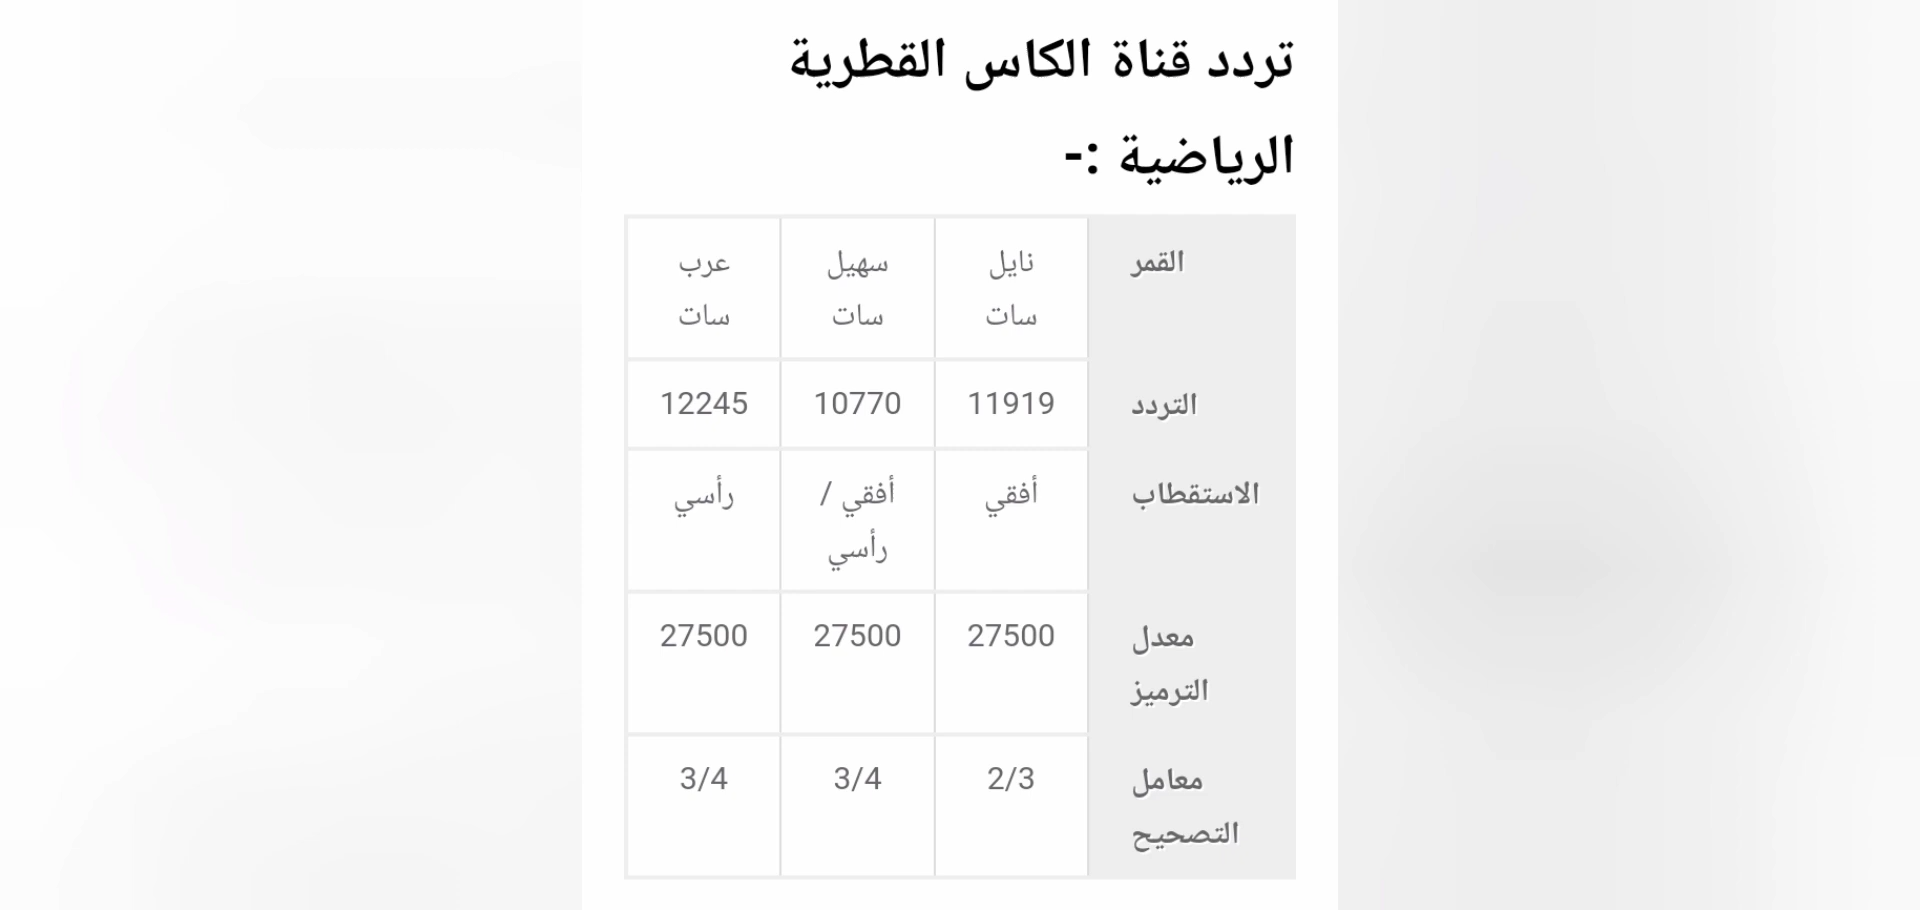 تردد قناة الكاس القطرية
الرياضية :-
القمر نايل سهيل عرب
سات سات سات
التردد 11919 10770 12245
الاستقطاب أفقي أفقي / رأسي
رأسي
معدل 27500 27500 27500
الترميز
معامل 2/3 3/4 3/4
التصحيح